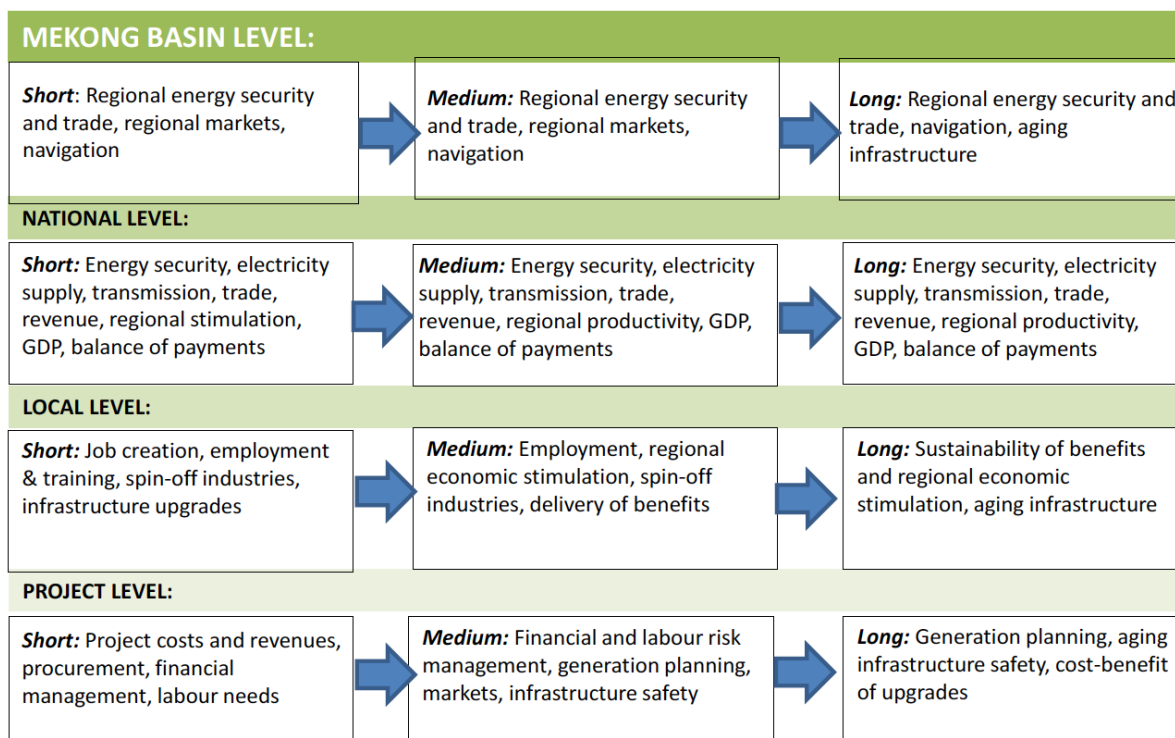 MEKONG BASIN LEVEL:
Short: Regional energy security
and trade, regional markets,
navigation
Medium: Regional energy security
and trade, regional markets,
navigation
Long: Regional energy security and
trade, navigation, aging
infrastructure
NATIONAL LEVEL:
Short: Energy security, electricity
supply, transmission, trade,
revenue, regional stimulation,
GDP, balance of payments
Medium: Energy security, electricity
supply, transmission, trade,
revenue, regional productivity, GDP,
balance of payments
Long: Energy security, electricity
supply, transmission, trade,
revenue, regional productivity,
GDP, balance of payments
LOCAL LEVEL:
Short: Job creation, employment
& training, spin-off industries,
infrastructure upgrades
Medium: Employment, regional
economic stimulation, spin-off
industries, delivery of benefits
Long: Sustainability of benefits
and regional economic
stimulation, aging infrastructure
PROJECT LEVEL:
Short: Project costs and revenues,
procurement, financial
management, labour needs
Medium: Financial and labour risk
management, generation planning,
markets, infrastructure safety
Long: Generation planning, aging
infrastructure safety, cost-benefit
of upgrades